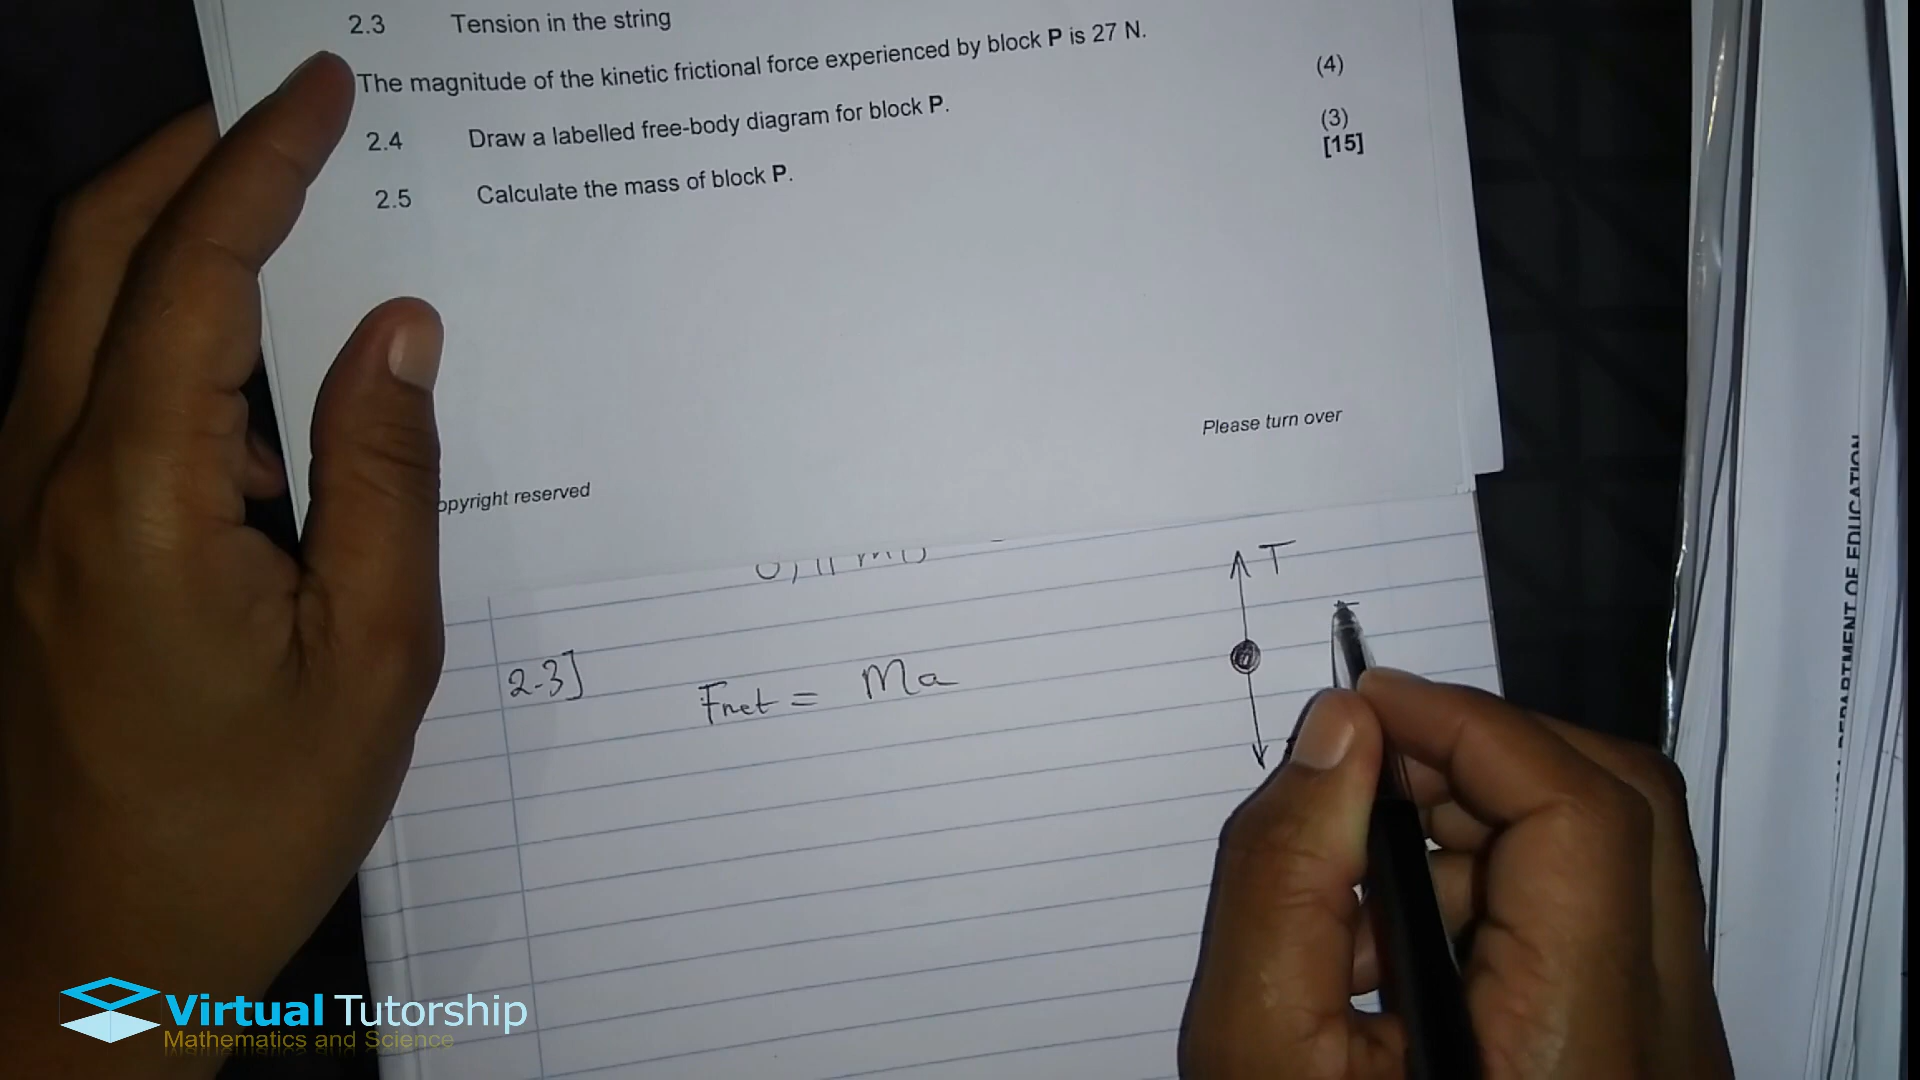 2.3 Tension in the string
The magnitude of the kinetic frictional force experienced by block P is 27 N.
2.4 Draw a labelled free-body diagram for block P. (4)
2.5 Calculate the mass of block P. (3)
[15]
Please turn over
opyright reserved
T
2.3]
Fnet = Ma
DEPARTMENT OF EDUCATION
Virtual Tutorship
Mathematics and Science